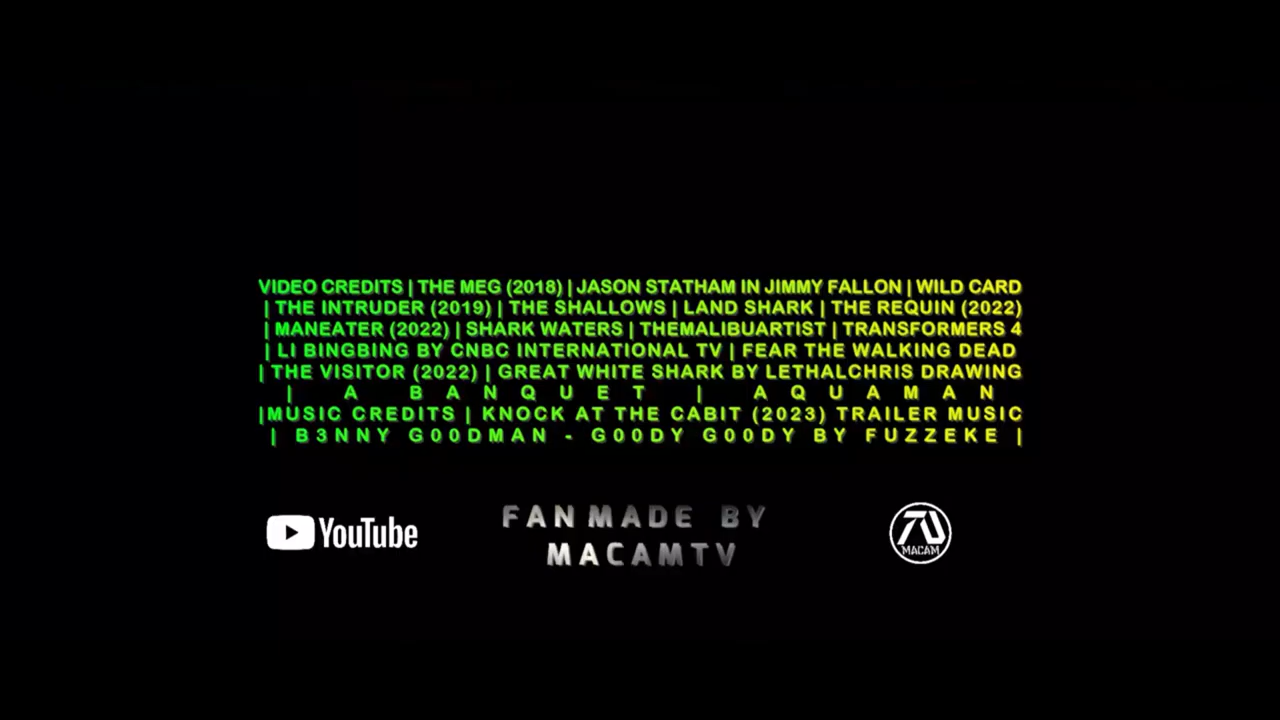 VIDEO CREDITS | THE MEG (2018) | JASON STATHAM IN JIMMY FALLON | WILD CARD
| THE INTRUDER (2019) | THE SHALLOWS | LAND SHARK | THE REQUIN (2022)
| MANEATER (2022) | SHARK WATERS | THEMALIBUARTIST | TRANSFORMERS 4
| LI BINGBING BY CNBC INTERNATIONAL TV | FEAR THE WALKING DEAD
| THE VISITOR (2022) | GREAT WHITE SHARK BY LETHALCHRIS DRAWING
| A BANQUET | AQUAMAN
|MUSIC CREDITS | KNOCK AT THE CABIT (2023) TRAILER MUSIC
| B3NNY G00DMAN - G00DY G00DY BY FUZZEKE |
YouTube
FAN MADE BY
MACAMTV
MACAM